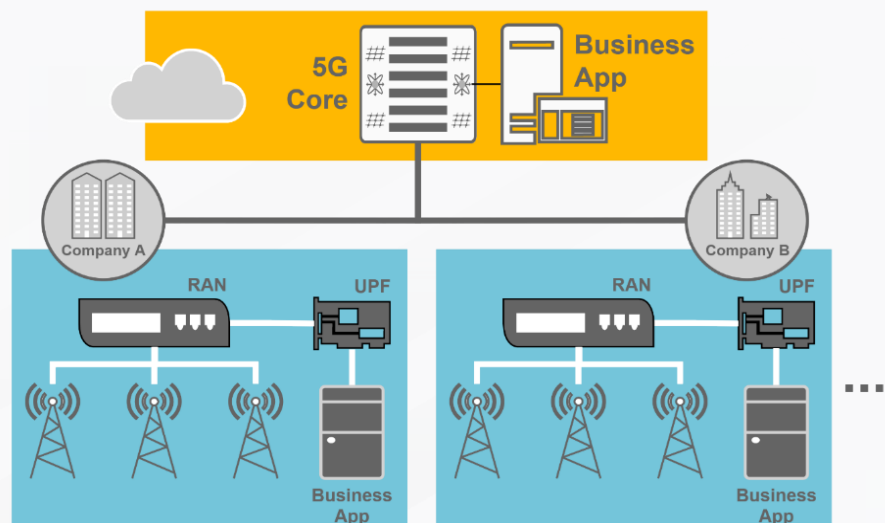 5G
Core
Business
App
Company A
Company B
RAN
UPF
Business
App
RAN
UPF
Business
App